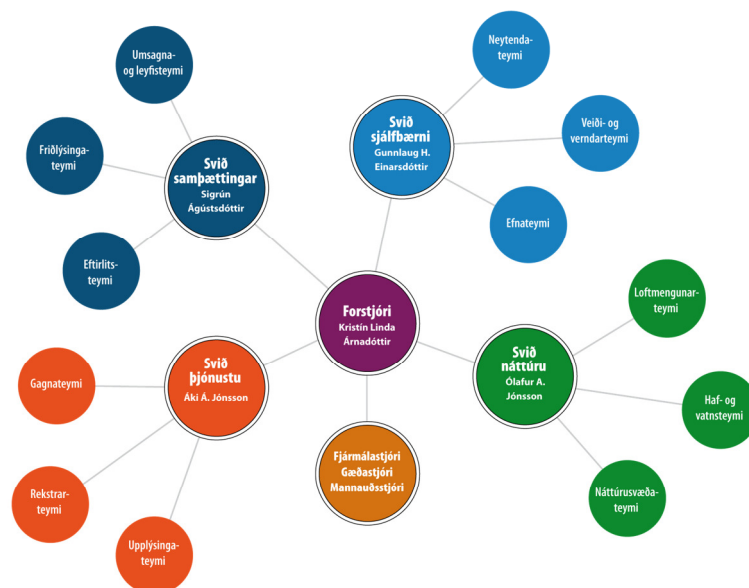 Umsagna-
og leyfisteymi
Friðlýsinga-
teymi
Eftirlits-
teymi
Svið
samþættingar
Sigrún
Ágústsdóttir
Svið
sjálfbærni
Gunnlaug H.
Einarsdóttir
Neytenda-
teymi
Veiði- og
verndarteymi
Efnateymi
Forstjóri
Kristín Linda
Árnadóttir
Svið
þjónustu
Áki Á. Jónsson
Gagnateymi
Rekstrar-
teymi
Upplýsinga-
teymi
Fjármálastjóri
Gæðastjóri
Mannauðsstjóri
Svið
náttúru
Ólafur A.
Jónsson
Loftmengunar-
teymi
Haf- og
vatnsteymi
Náttúrusvæða-
teymi